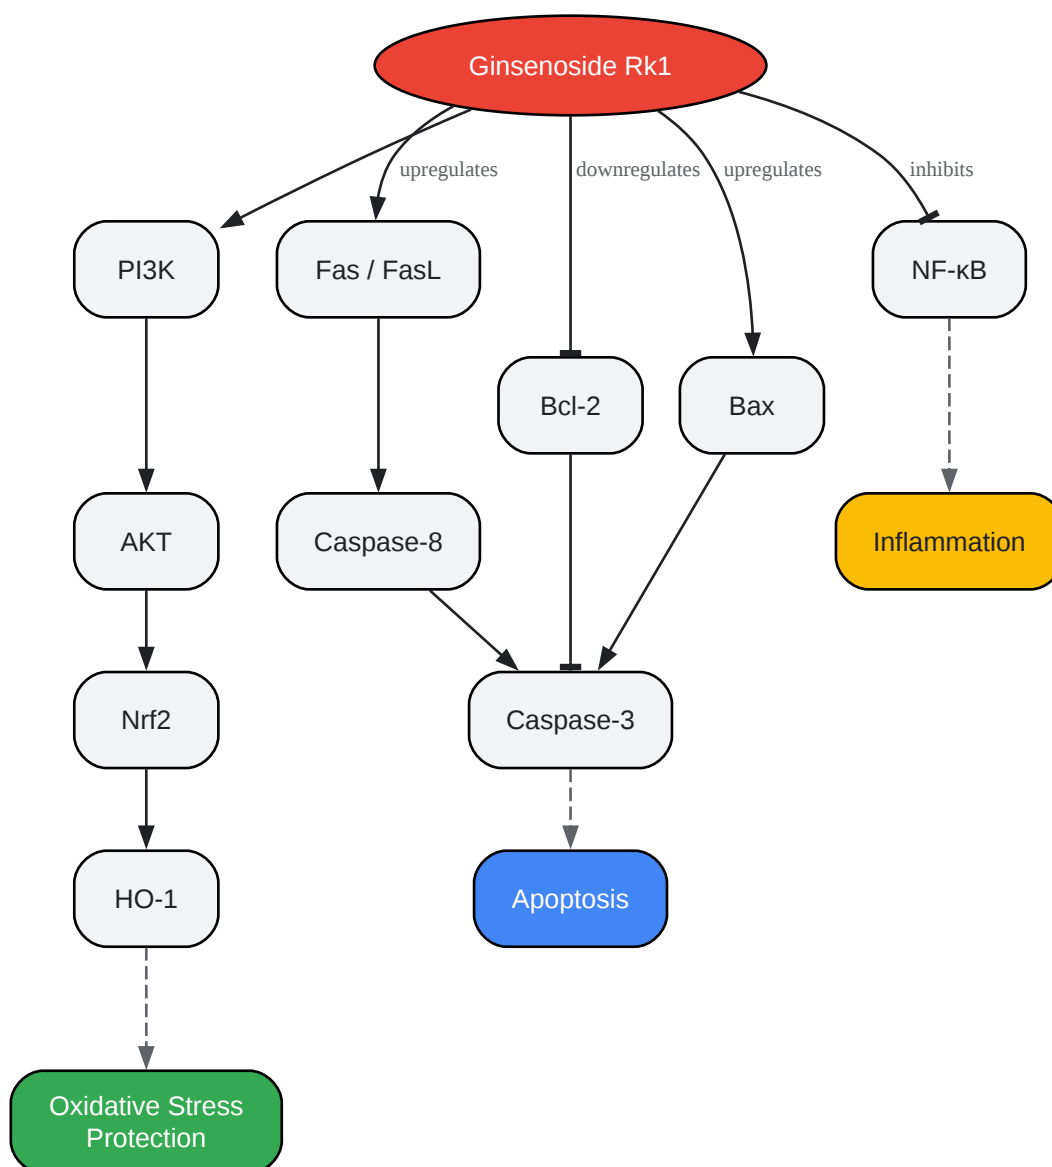 Ginsenoside Rk1
upregulates
downregulates
upregulates
inhibits
PI3K
Fas / FasL
NF-κB
Bcl-2
Bax
AKT
Caspase-8
Inflammation
Nrf2
Caspase-3
HO-1
Apoptosis
Oxidative Stress
Protection